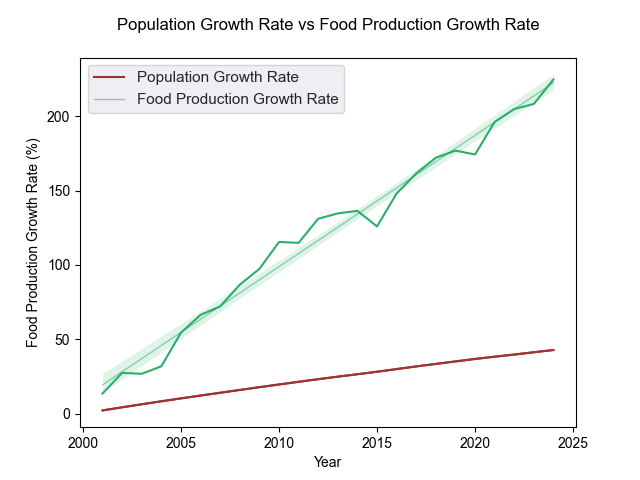 Population Growth Rate vs Food Production Growth Rate
Population Growth Rate
Food Production Growth Rate
Food Production Growth Rate (%)
200
150
100
50
0
2000
2005
2010
2015
2020
2025
Year